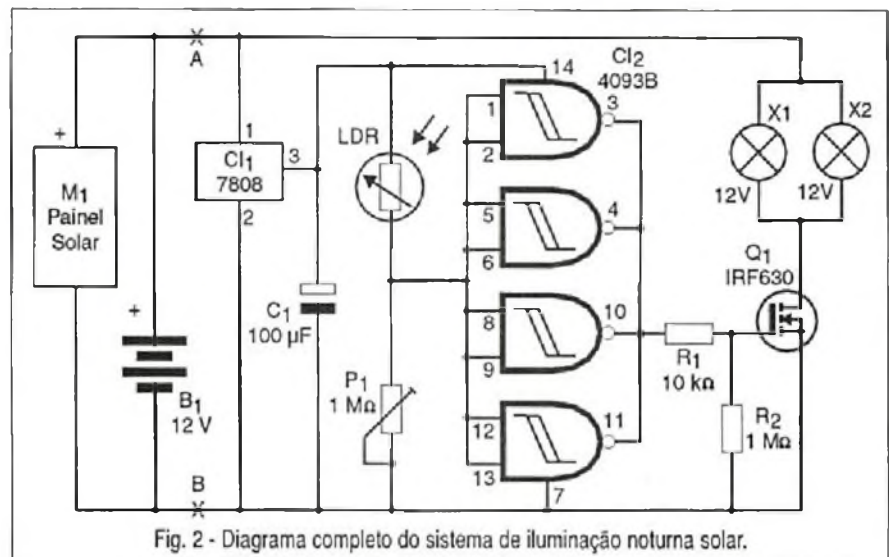 +
M1
Painel
Solar
+
B1
12 V
A
B
1
CI1
7808
3
2
C1
100 µF
LDR
P1
1 MΩ
CI2
4093B
14
1
2
3
5
6
4
8
9
10
12
13
11
7
R1
10 kΩ
R2
1 MΩ
X1
12V
X2
12V
Q1
IRF630
Fig. 2 - Diagrama completo do sistema de iluminação noturna solar.